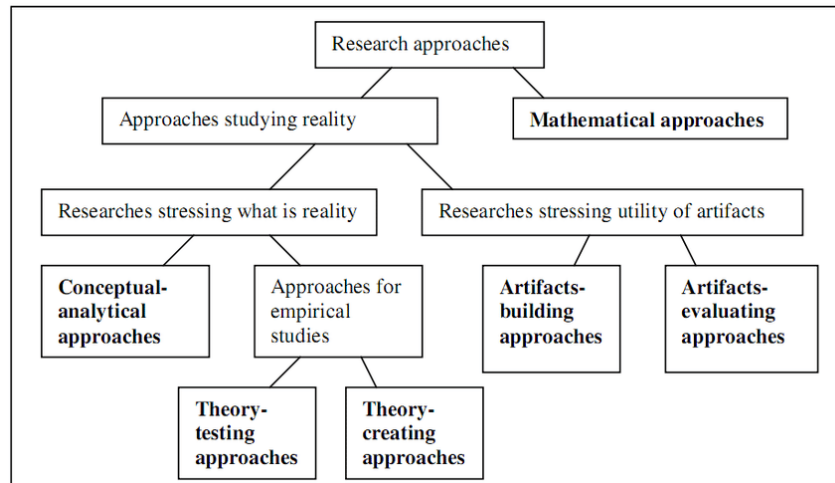 Research approaches
Approaches studying reality
Mathematical approaches
Researches stressing what is reality
Researches stressing utility of artifacts
Conceptual-
analytical
approaches
Approaches for
empirical
studies
Artifacts-
building
approaches
Artifacts-
evaluating
approaches
Theory-
testing
approaches
Theory-
creating
approaches